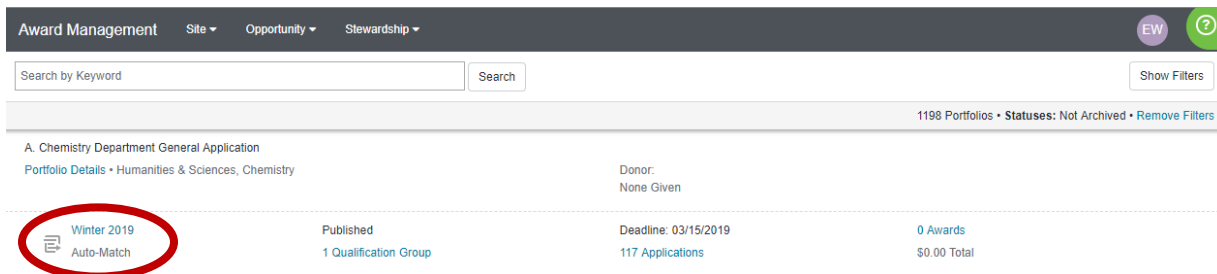 Award Management Site Opportunity Stewardship EW ?
Search by Keyword Search Show Filters
1198 Portfolios • Statuses: Not Archived • Remove Filters
A. Chemistry Department General Application
Portfolio Details • Humanities & Sciences, Chemistry Donor:
None Given
Winter 2019 Published Deadline: 03/15/2019 0 Awards
Auto-Match 1 Qualification Group 117 Applications $0.00 Total